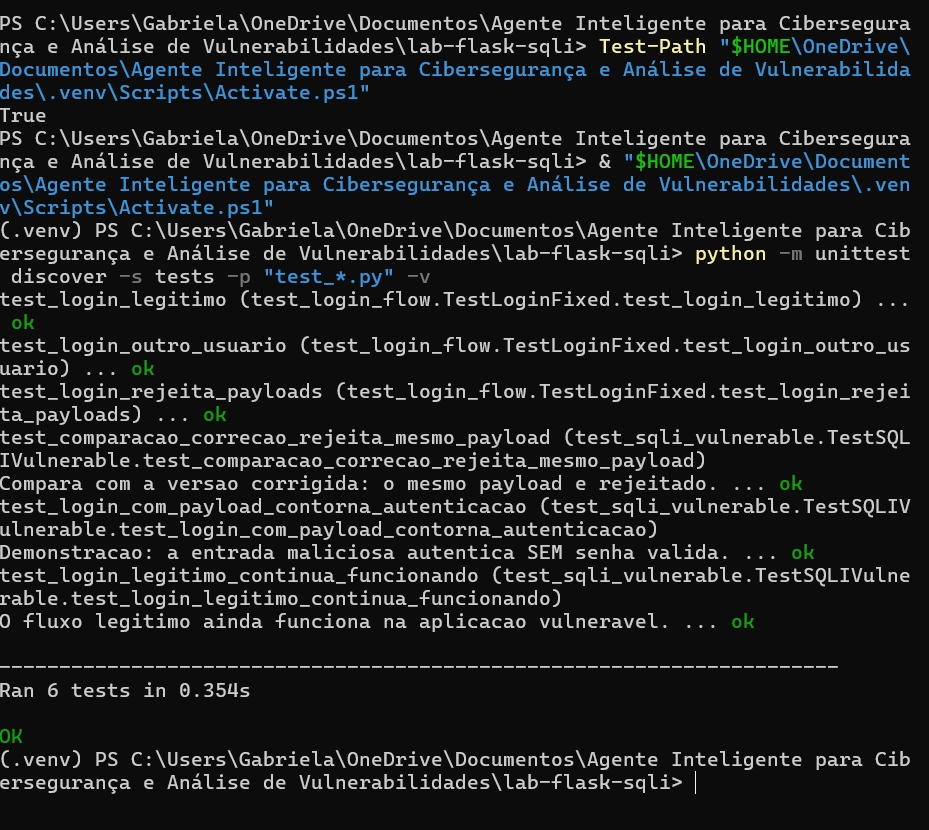 PS C:\Users\Gabriela\OneDrive\Documentos\Agente Inteligente para Cibersegura
nça e Análise de Vulnerabilidades\lab-flask-sqli> Test-Path "$HOME\OneDrive\
Documentos\Agente Inteligente para Cibersegurança e Análise de Vulnerabilida
des\.venv\Scripts\Activate.ps1"
True
PS C:\Users\Gabriela\OneDrive\Documentos\Agente Inteligente para Cibersegura
nça e Análise de Vulnerabilidades\lab-flask-sqli> & "$HOME\OneDrive\Document
os\Agente Inteligente para Cibersegurança e Análise de Vulnerabilidades\.ven
v\Scripts\Activate.ps1"
(.venv) PS C:\Users\Gabriela\OneDrive\Documentos\Agente Inteligente para Cib
ersegurança e Análise de Vulnerabilidades\lab-flask-sqli> python -m unittest
 discover -s tests -p "test_*.py" -v
test_login_legitimo (test_login_flow.TestLoginFixed.test_login_legitimo) ...
 ok
test_login_outro_usuario (test_login_flow.TestLoginFixed.test_login_outro_us
uario) ... ok
test_login_rejeita_payloads (test_login_flow.TestLoginFixed.test_login_rejei
ta_payloads) ... ok
test_comparacao_correcao_rejeita_mesmo_payload (test_sqli_vulnerable.TestSQL
IVulnerable.test_comparacao_correcao_rejeita_mesmo_payload)
Compara com a versao corrigida: o mesmo payload e rejeitado. ... ok
test_login_com_payload_contorna_autenticacao (test_sqli_vulnerable.TestSQLIV
ulnerable.test_login_com_payload_contorna_autenticacao)
Demonstracao: a entrada maliciosa autentica SEM senha valida. ... ok
test_login_legitimo_continua_funcionando (test_sqli_vulnerable.TestSQLIVulne
rable.test_login_legitimo_continua_funcionando)
O fluxo legitimo ainda funciona na aplicacao vulneravel. ... ok

----------------------------------------------------------------------
Ran 6 tests in 0.354s

OK
(.venv) PS C:\Users\Gabriela\OneDrive\Documentos\Agente Inteligente para Cib
ersegurança e Análise de Vulnerabilidades\lab-flask-sqli>